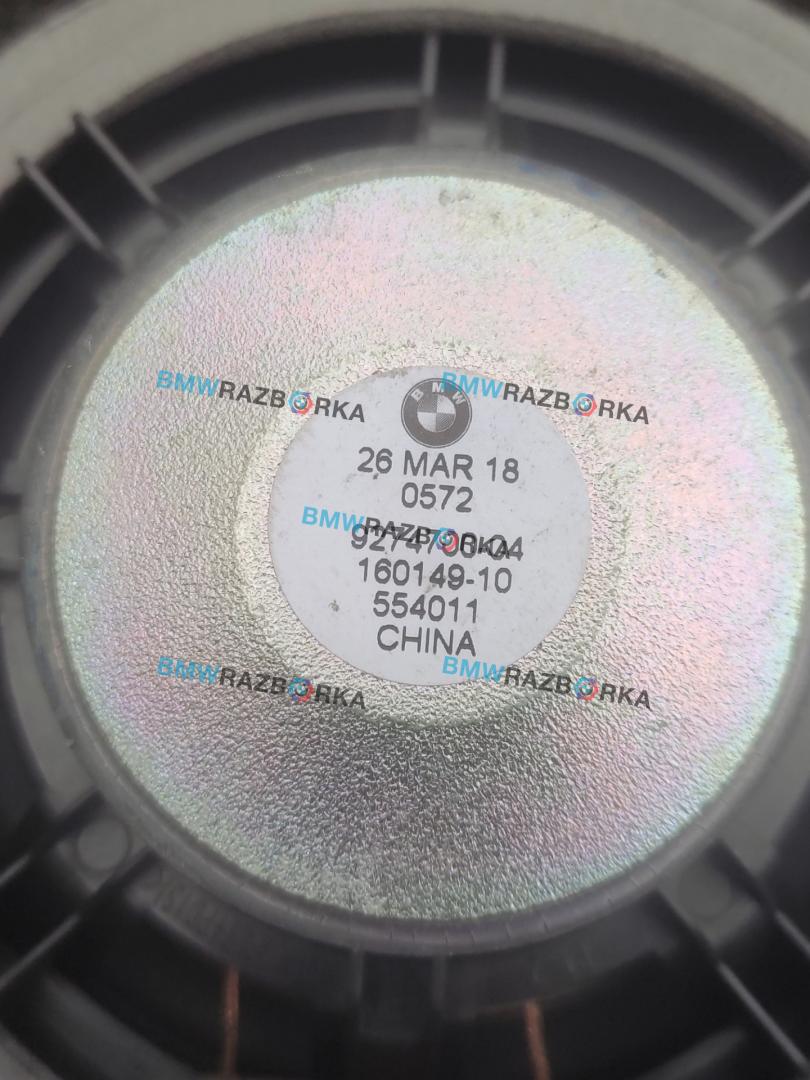 BMW
BMWRAZBORKA
BMWRAZBORKA
26 MAR 18
0572
BMWRAZBORKA
160149-10
554011
CHINA
BMWRAZBORKA
BMWRAZBORKA